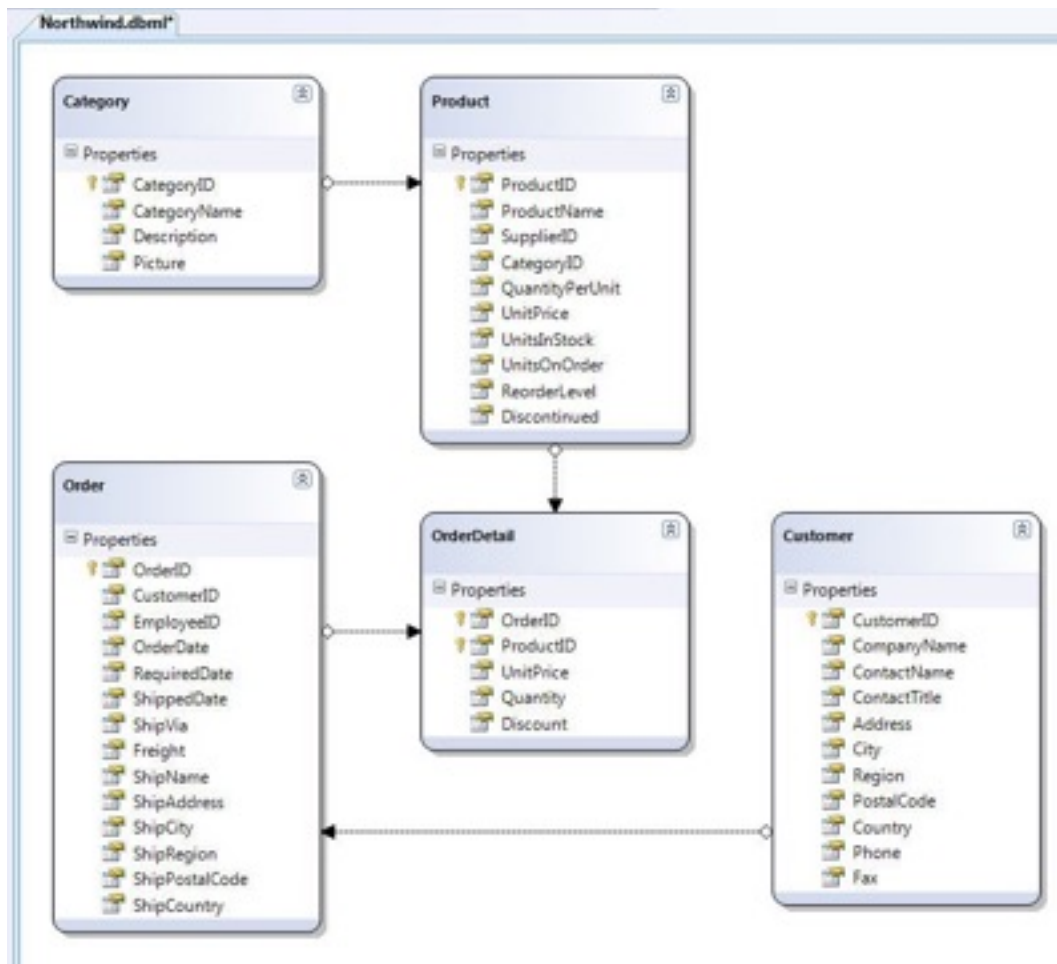 Northwind.dbml*
Category
Properties
CategoryID
CategoryName
Description
Picture
Product
Properties
ProductID
ProductName
SupplierID
CategoryID
QuantityPerUnit
UnitPrice
UnitsInStock
UnitsOnOrder
ReorderLevel
Discontinued
Order
Properties
OrderID
CustomerID
EmployeeID
OrderDate
RequiredDate
ShippedDate
ShipVia
Freight
ShipName
ShipAddress
ShipCity
ShipRegion
ShipPostalCode
ShipCountry
OrderDetail
Properties
OrderID
ProductID
UnitPrice
Quantity
Discount
Customer
Properties
CustomerID
CompanyName
ContactName
ContactTitle
Address
City
Region
PostalCode
Country
Phone
Fax